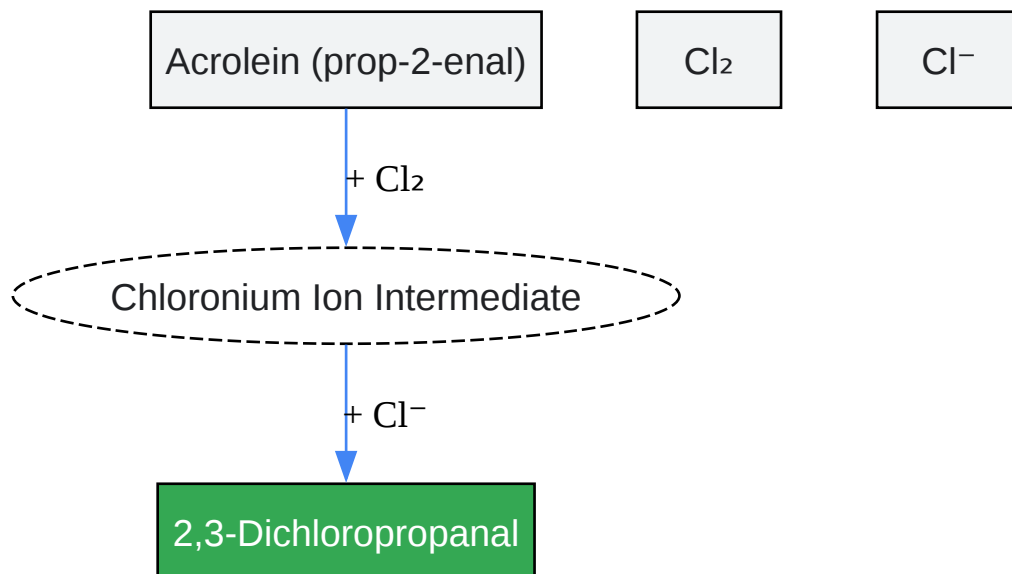 Acrolein (prop-2-enal)
Cl₂
Cl⁻
+ Cl₂
Chloronium Ion Intermediate
+ Cl⁻
2,3-Dichloropropanal